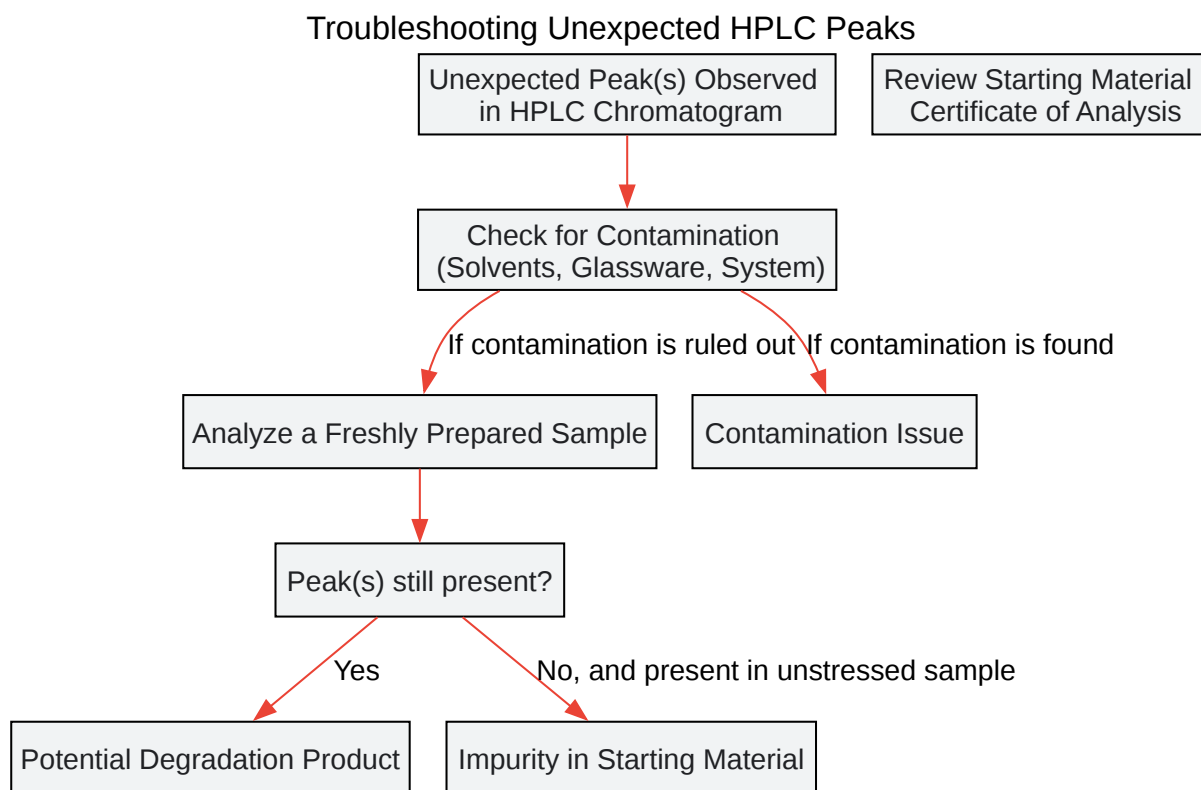 Troubleshooting Unexpected HPLC Peaks
Unexpected Peak(s) Observed
in HPLC Chromatogram
Review Starting Material
Certificate of Analysis
Check for Contamination
(Solvents, Glassware, System)
If contamination is ruled out
If contamination is found
Analyze a Freshly Prepared Sample
Contamination Issue
Peak(s) still present?
Yes
No, and present in unstressed sample
Potential Degradation Product
Impurity in Starting Material